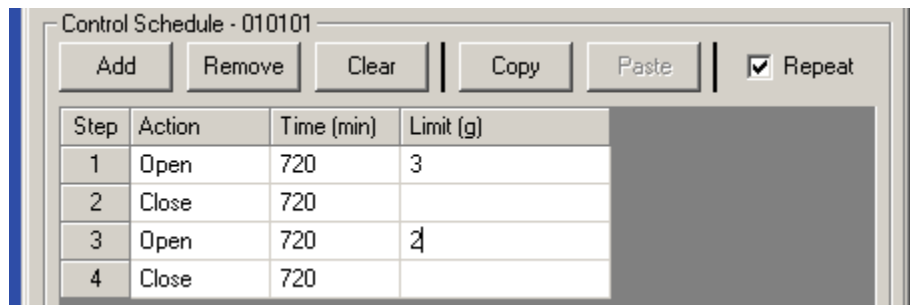 Control Schedule - 010101
Add Remove Clear Copy Paste Repeat
Step Action Time (min) Limit (g)
1 Open 720 3
2 Close 720
3 Open 720 2
4 Close 720